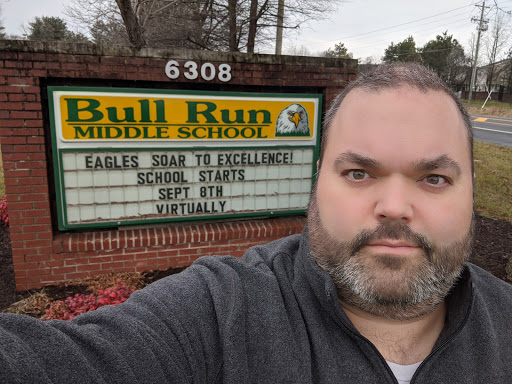 6308
Bull Run
MIDDLE SCHOOL
EAGLES SOAR TO EXCELLENCE!
SCHOOL STARTS
SEPT 8TH
VIRTUALLY